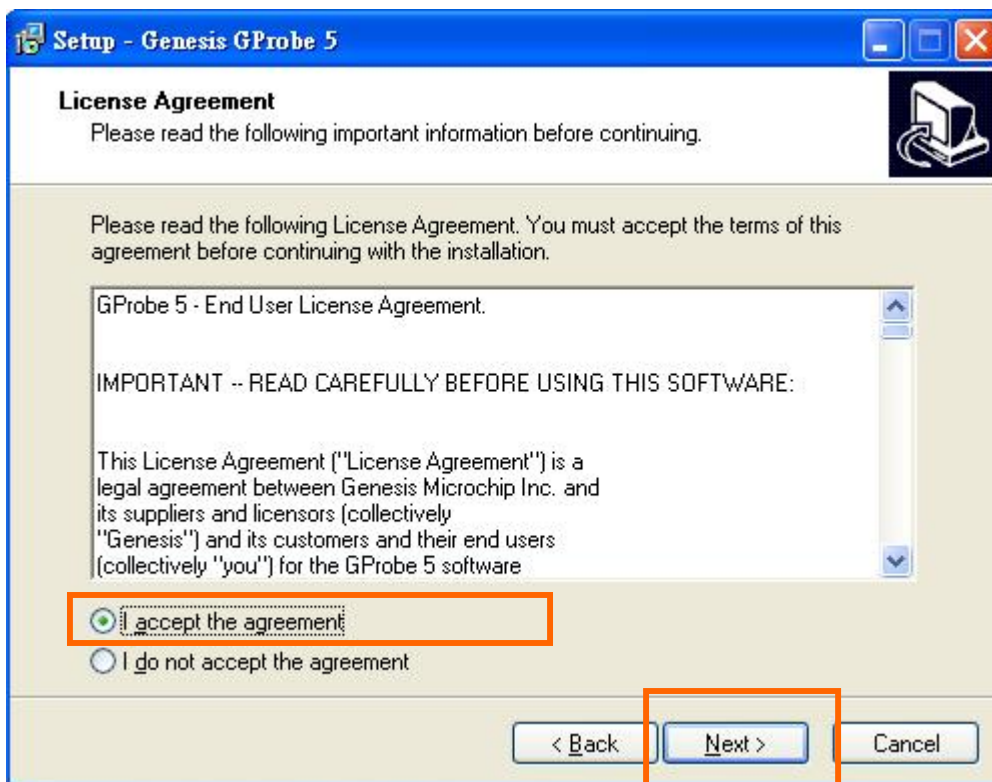 Setup - Genesis GProbe 5
License Agreement
Please read the following important information before continuing.
Please read the following License Agreement. You must accept the terms of this
agreement before continuing with the installation.
GProbe 5 - End User License Agreement.
IMPORTANT -- READ CAREFULLY BEFORE USING THIS SOFTWARE:
This License Agreement ("License Agreement") is a
legal agreement between Genesis Microchip Inc. and
its suppliers and licensors (collectively
"Genesis") and its customers and their end users
(collectively "you") for the GProbe 5 software
I accept the agreement
I do not accept the agreement
< Back Next > Cancel